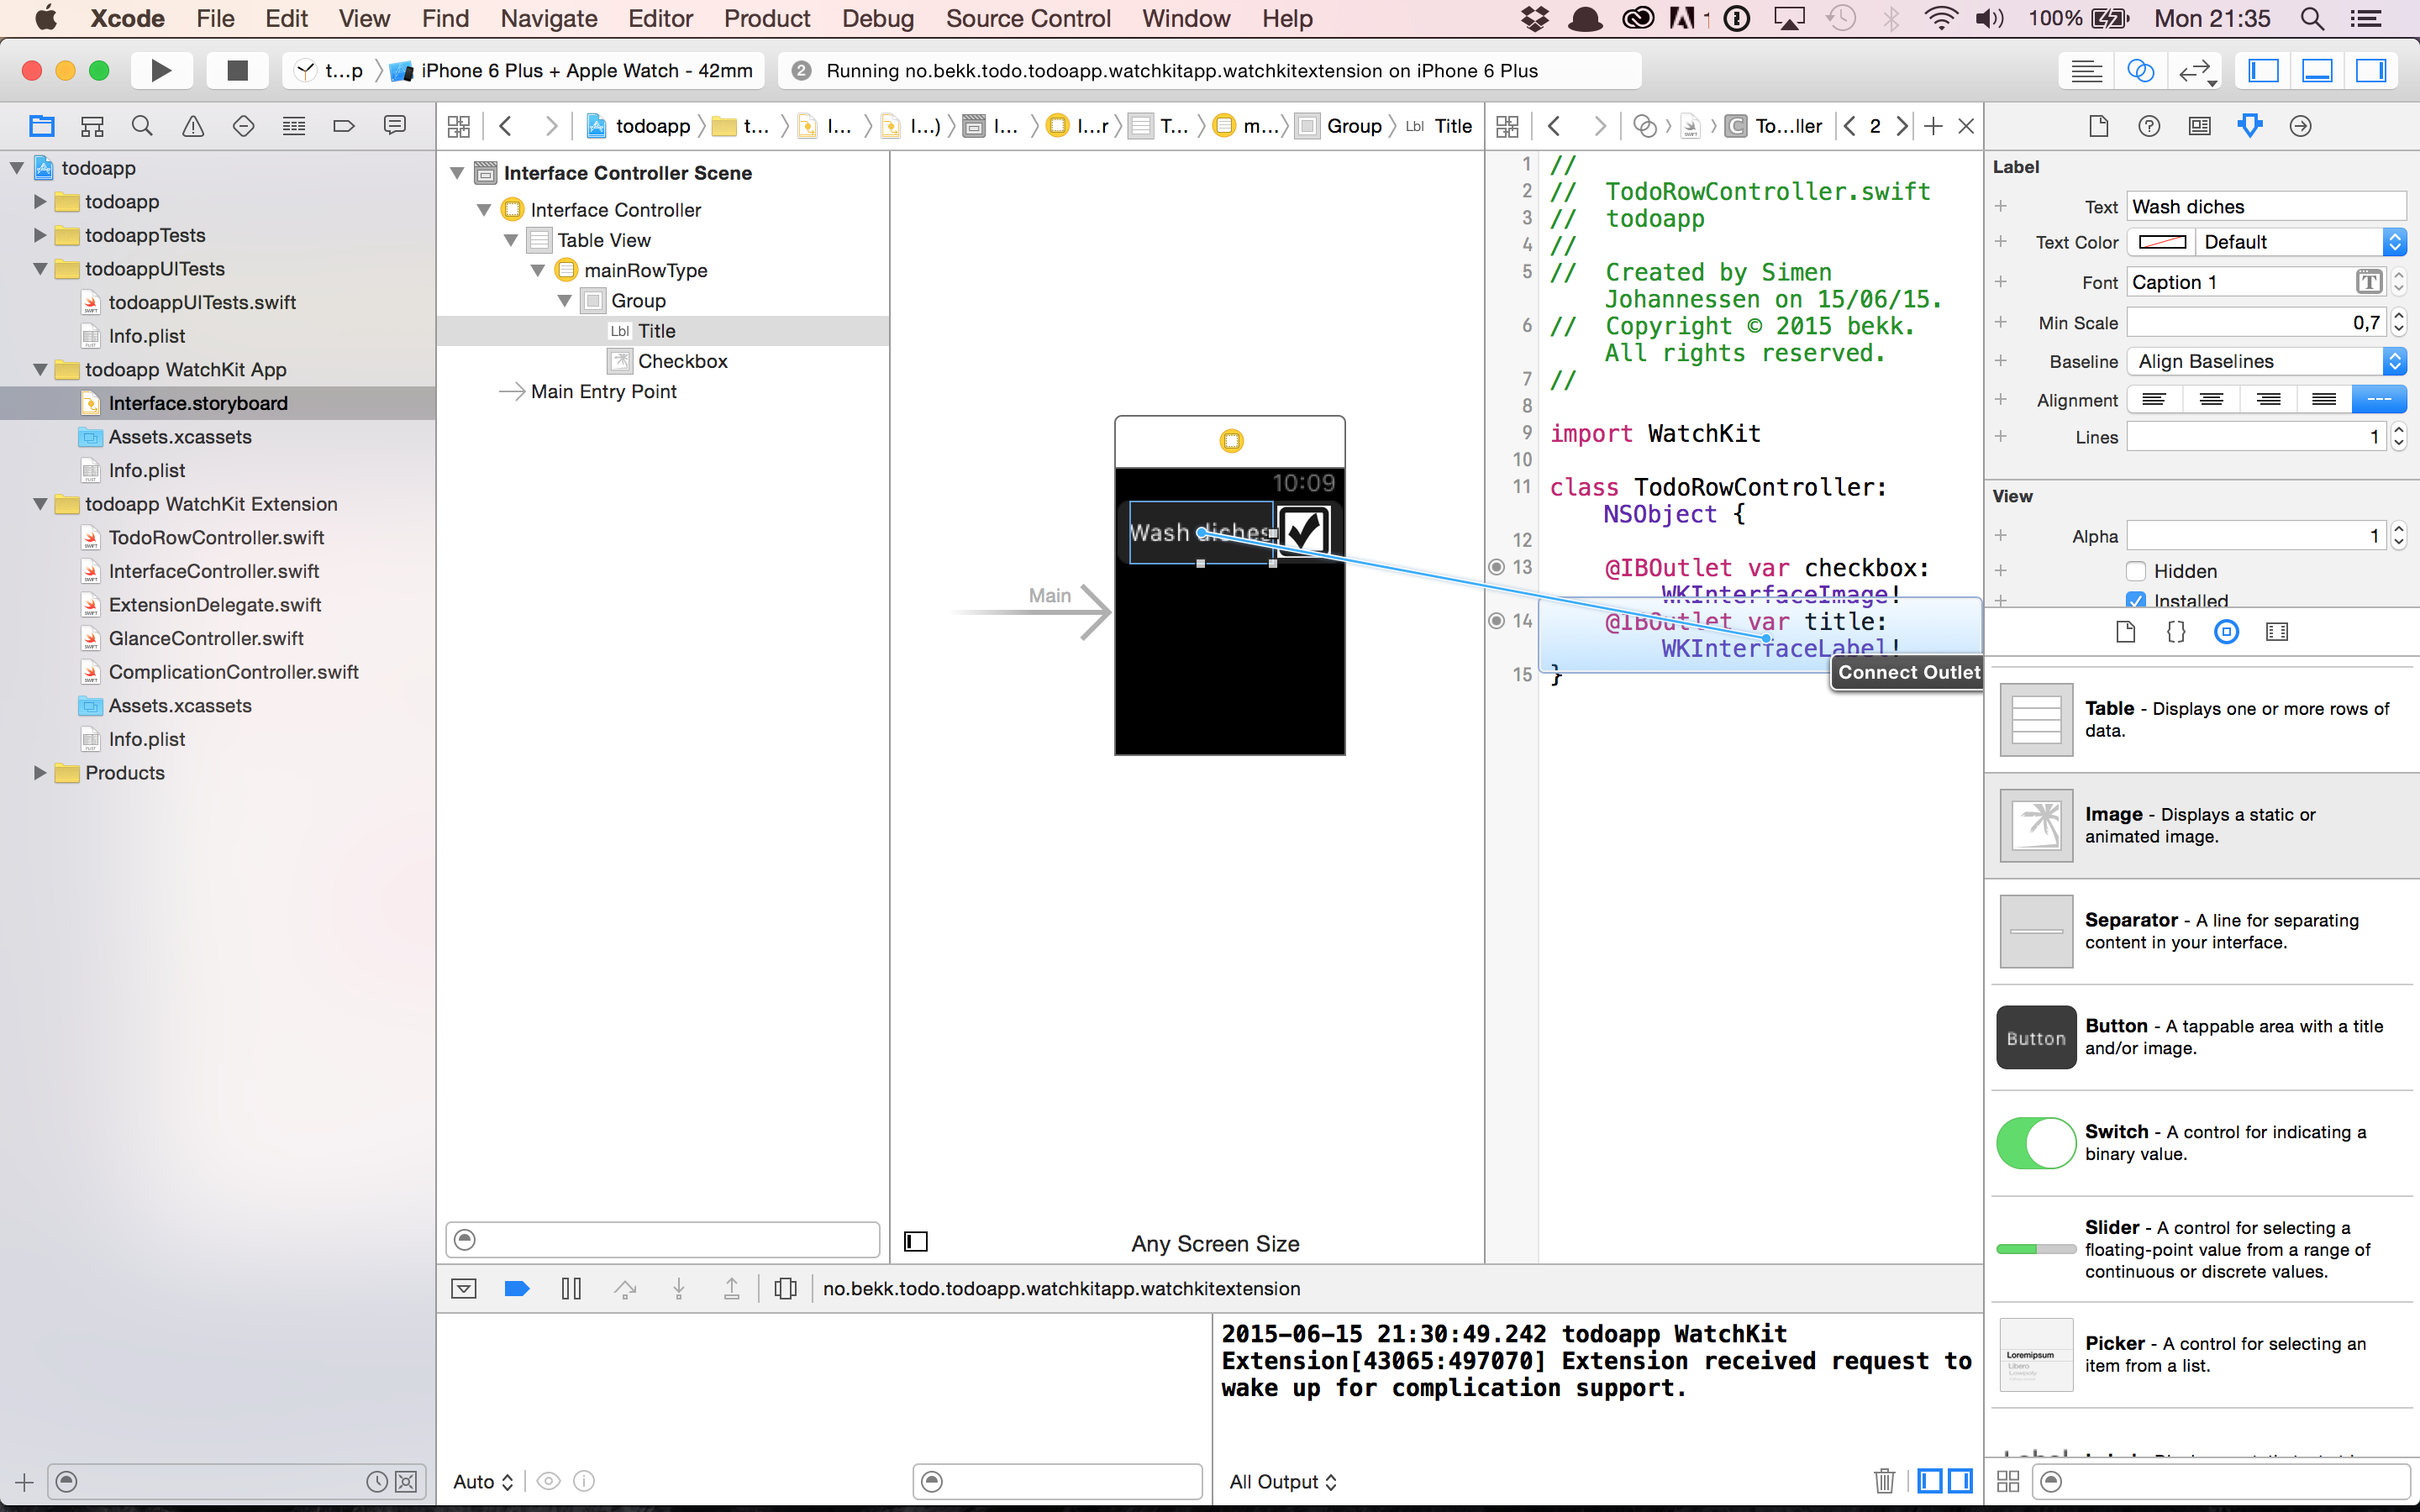 Xcode File Edit View Find Navigate Editor Product Debug Source Control Window Help 1 100% Mon 21:35
t...p iPhone 6 Plus + Apple Watch - 42mm 2 Running no.bekk.todo.todoapp.watchkitapp.watchkitextension on iPhone 6 Plus
todoapp t... I... I...) I... I...r T... m... Group Lbl Title
C To...ller 2
todoapp
todoapp
todoappTests
todoappUITests
todoappUITests.swift
Info.plist
todoapp WatchKit App
Interface.storyboard
Assets.xcassets
Info.plist
todoapp WatchKit Extension
TodoRowController.swift
InterfaceController.swift
ExtensionDelegate.swift
GlanceController.swift
ComplicationController.swift
Assets.xcassets
Info.plist
Products
Interface Controller Scene
Interface Controller
Table View
mainRowType
Group
Lbl Title
Checkbox
Main Entry Point
Main
10:09
Wash diches
Any Screen Size
1 //
2 // TodoRowController.swift
3 // todoapp
4 //
5 // Created by Simen
Johannessen on 15/06/15.
6 // Copyright © 2015 bekk.
All rights reserved.
7 //
8
9 import WatchKit
10
11 class TodoRowController:
NSObject {
12
13 @IBOutlet var checkbox:
WKInterfaceImage!
14 @IBOutlet var title:
WKInterfaceLabel!
15 }
Connect Outlet
Label
Text Wash diches
Text Color Default
Font Caption 1 T
Min Scale 0,7
Baseline Align Baselines
Alignment ---
Lines 1
View
Alpha 1
Hidden
Installed
Table - Displays one or more rows of
data.
Image - Displays a static or
animated image.
Separator - A line for separating
content in your interface.
Button
Button - A tappable area with a title
and/or image.
Switch - A control for indicating a
binary value.
Slider - A control for selecting a
floating-point value from a range of
continuous or discrete values.
Loremipsum
Picker - A control for selecting an
item from a list.
no.bekk.todo.todoapp.watchkitapp.watchkitextension
2015-06-15 21:30:49.242 todoapp WatchKit
Extension[43065:497070] Extension received request to
wake up for complication support.
Auto
All Output